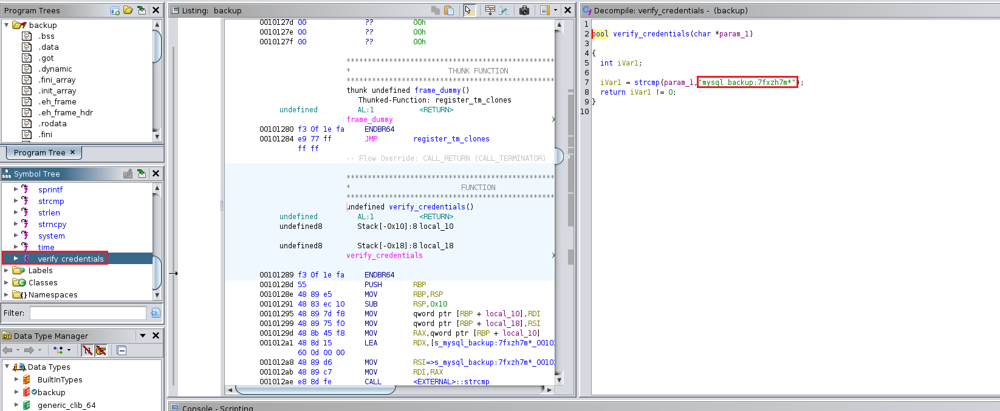 Program Trees
backup
.bss
.data
.got
.dynamic
.fini_array
.init_array
.eh_frame
.eh_frame_hdr
.rodata
.fini
Program Tree ×
Symbol Tree
sprintf
strcmp
strlen
strncpy
system
time
verify_credentials
Labels
Classes
Namespaces
Filter:
Data Type Manager
Data Types
BuiltInTypes
backup
generic_clib_64
Listing: backup
0010127d 00 ?? 00h
0010127e 00 ?? 00h
0010127f 00 ?? 00h
*************************************************
* THUNK FUNCTION
*************************************************
thunk undefined frame_dummy()
Thunked-Function: register_tm_clones
undefined AL:1 <RETURN>
frame_dummy X
00101280 f3 0f 1e fa ENDBR64
00101284 e9 77 ff JMP register_tm_clones
ff ff
-- Flow Override: CALL_RETURN (CALL_TERMINATOR)
*************************************************
* FUNCTION
*************************************************
undefined verify_credentials()
undefined AL:1 <RETURN>
undefined8 Stack[-0x10]:8 local_10
undefined8 Stack[-0x18]:8 local_18
verify_credentials X
00101289 f3 0f 1e fa ENDBR64
0010128d 55 PUSH RBP
0010128e 48 89 e5 MOV RBP,RSP
00101291 48 83 ec 10 SUB RSP,0x10
00101295 48 89 7d f8 MOV qword ptr [RBP + local_10],RDI
00101299 48 89 75 f0 MOV qword ptr [RBP + local_18],RSI
0010129d 48 8b 45 f8 MOV RAX,qword ptr [RBP + local_10]
001012a1 48 8d 15 LEA RDX,[s_mysql_backup:7fxzh7m*_0010
60 0d 00 00
001012a8 48 89 d6 MOV RSI=>s_mysql_backup:7fxzh7m*_0010
001012ab 48 89 c7 MOV RDI,RAX
001012ae e8 8d fe CALL <EXTERNAL>::strcmp
Console - Scripting
Decompile: verify_credentials - (backup)
1
2 bool verify_credentials(char *param_1)
3
4 {
5 int iVar1;
6
7 iVar1 = strcmp(param_1,"mysql_backup:7fxzh7m*");
8 return iVar1 != 0;
9 }
10